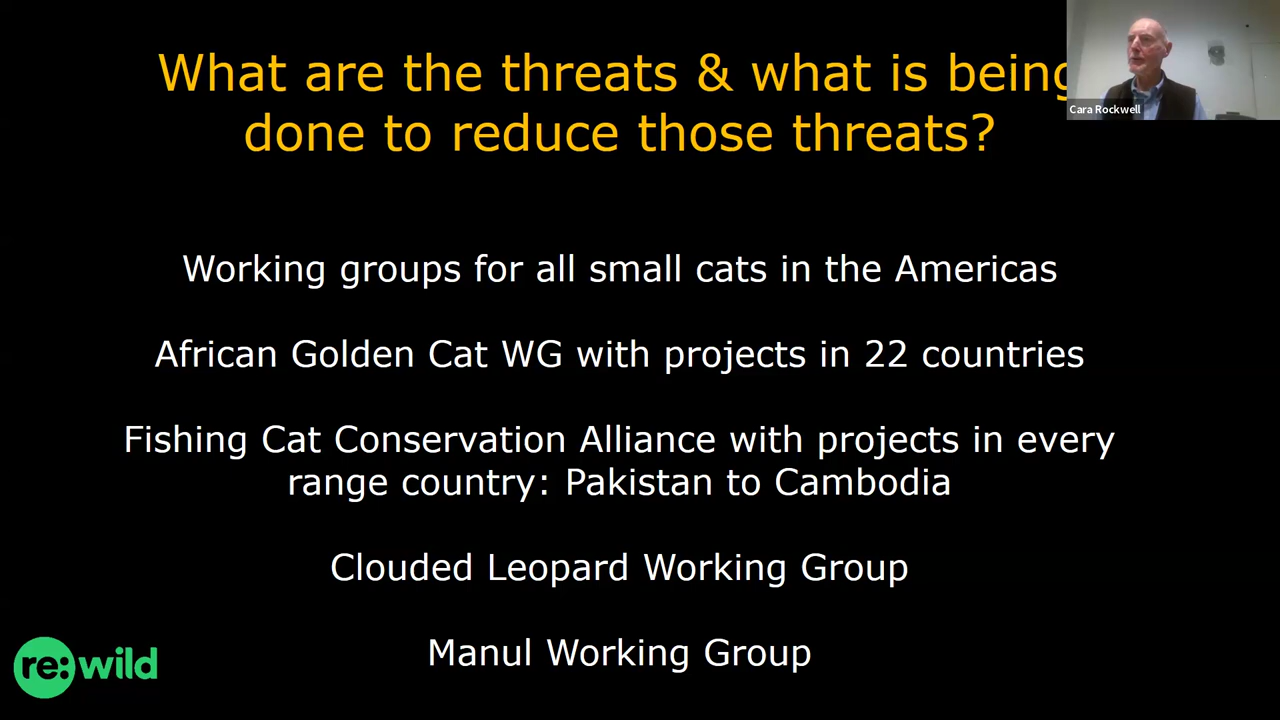 What are the threats & what is being
done to reduce those threats?
Cara Rockwell
Working groups for all small cats in the Americas
African Golden Cat WG with projects in 22 countries
Fishing Cat Conservation Alliance with projects in every
range country: Pakistan to Cambodia
Clouded Leopard Working Group
Manul Working Group
re:wild